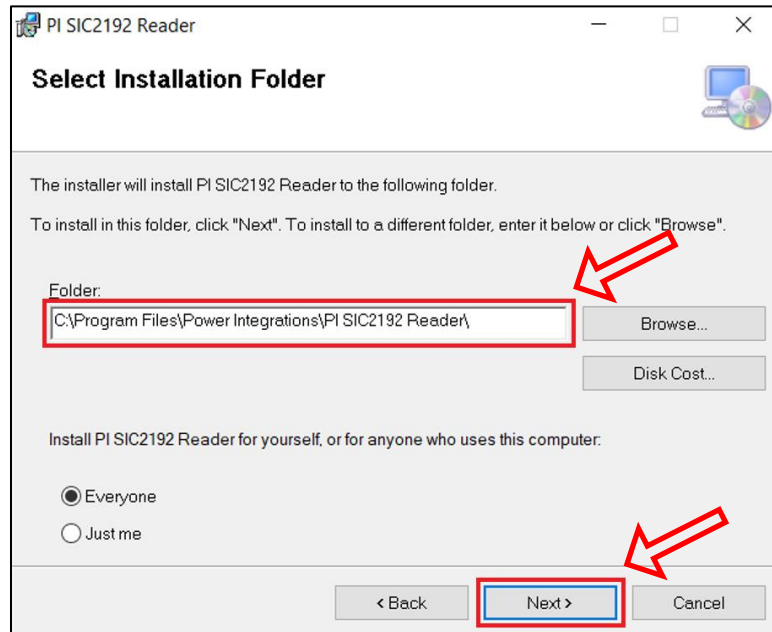 PI SIC2192 Reader
Select Installation Folder
The installer will install PI SIC2192 Reader to the following folder.
To install in this folder, click "Next". To install to a different folder, enter it below or click "Browse".
Folder:
C:\Program Files\Power Integrations\PI SIC2192 Reader\
Browse...
Disk Cost...
Install PI SIC2192 Reader for yourself, or for anyone who uses this computer:
Everyone
Just me
< Back
Next >
Cancel